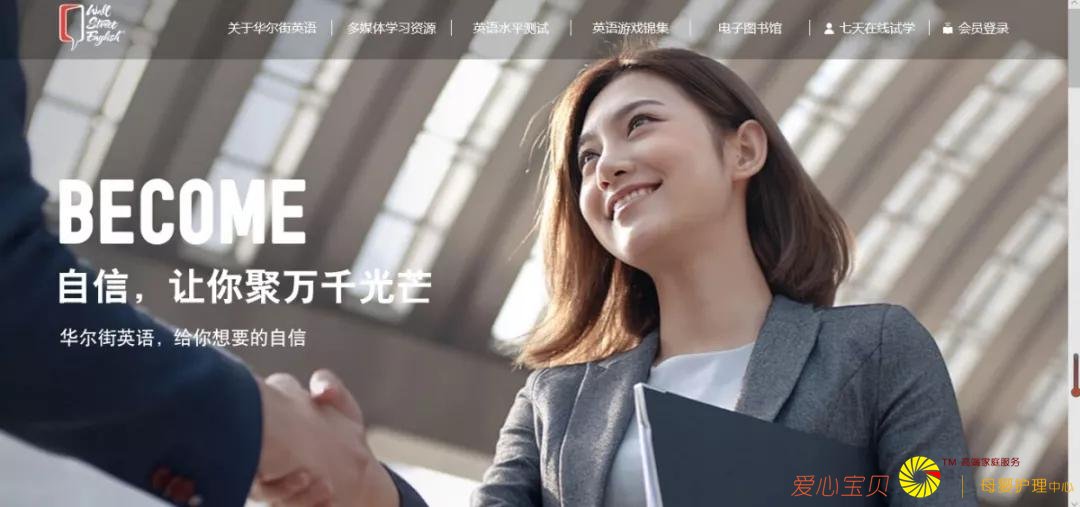 Wall
Street
English
关于华尔街英语
多媒体学习资源
英语水平测试
英语游戏锦集
电子图书馆
七天在线试学
会员登录
BECOME
自信，让你聚万千光芒
华尔街英语，给你想要的自信
爱心宝贝
TM 高端家庭服务
母婴护理中心